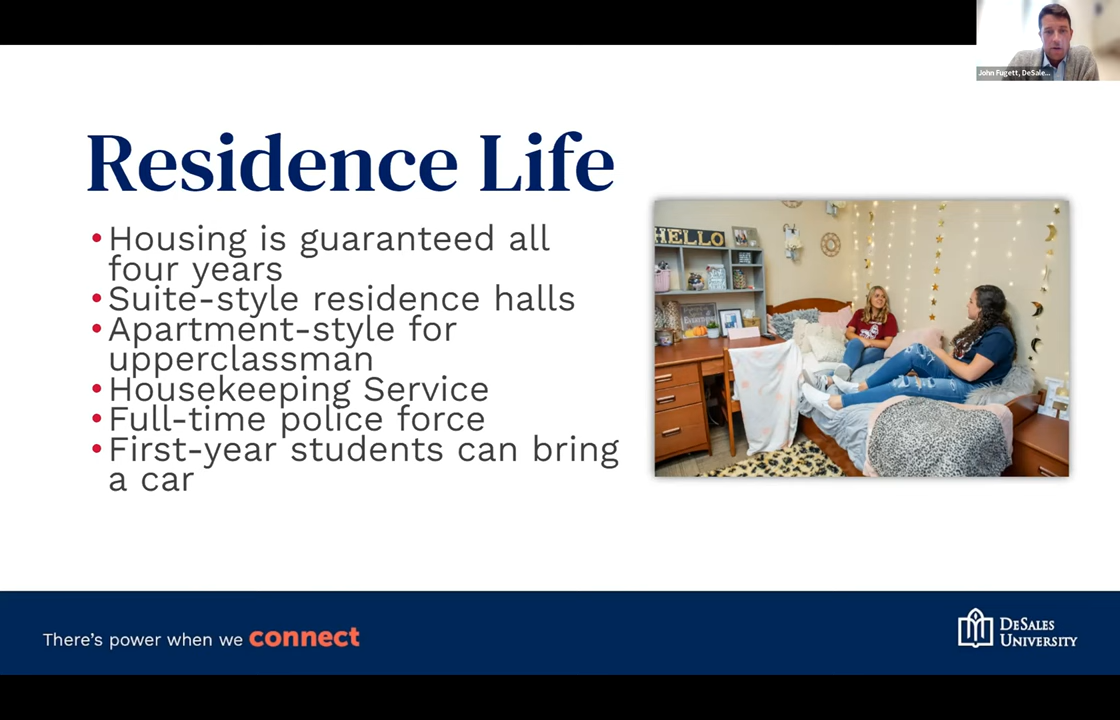 John Fugett, DeSale...
Residence Life
•Housing is guaranteed all
four years
•Suite-style residence halls
•Apartment-style for
upperclassman
•Housekeeping Service
•Full-time police force
•First-year students can bring
a car
HELLO
There's power when we connect
DeSales
University